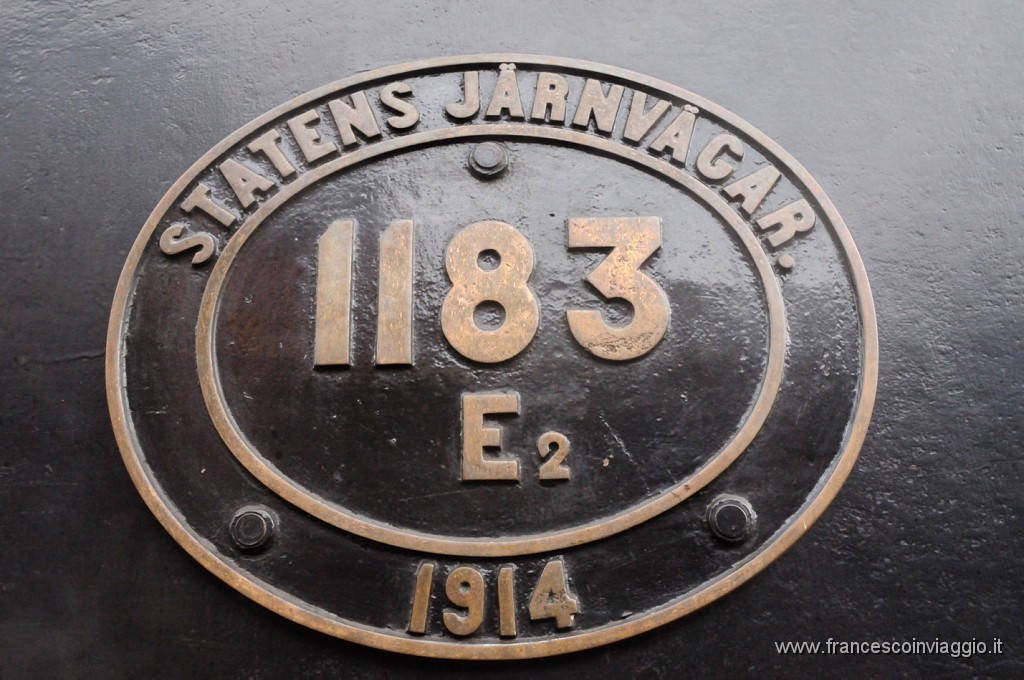 STATENS JÄRNVÄGAR.
1183
E2
1914
www.francescoinviaggio.it